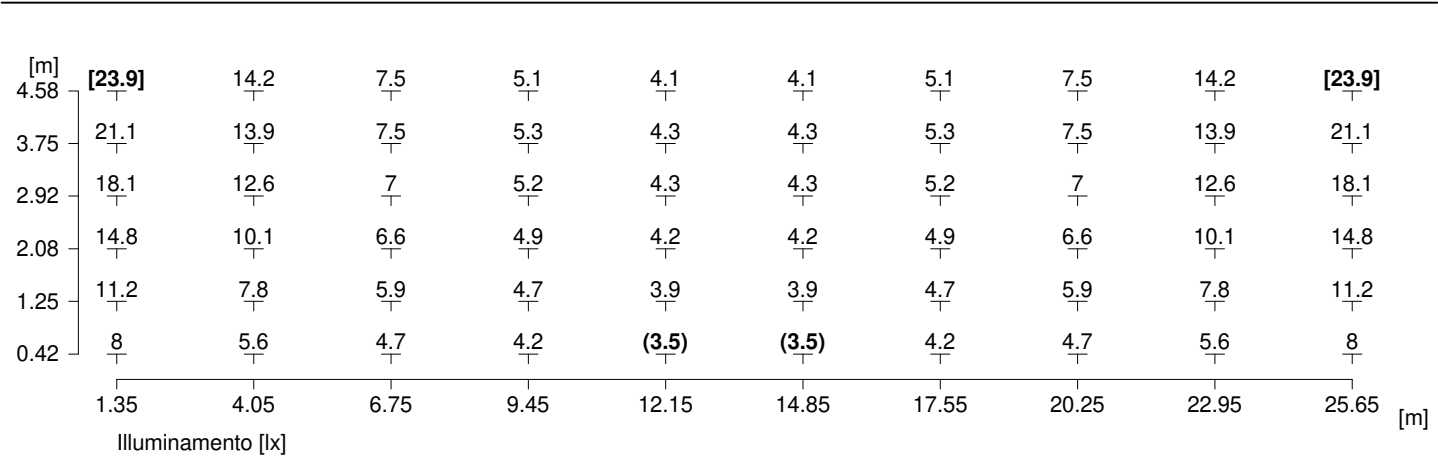 [m]
4.58 [23.9] 14.2 7.5 5.1 4.1 4.1 5.1 7.5 14.2 [23.9]
3.75 21.1 13.9 7.5 5.3 4.3 4.3 5.3 7.5 13.9 21.1
2.92 18.1 12.6 7 5.2 4.3 4.3 5.2 7 12.6 18.1
2.08 14.8 10.1 6.6 4.9 4.2 4.2 4.9 6.6 10.1 14.8
1.25 11.2 7.8 5.9 4.7 3.9 3.9 4.7 5.9 7.8 11.2
0.42 8 5.6 4.7 4.2 (3.5) (3.5) 4.2 4.7 5.6 8
1.35 4.05 6.75 9.45 12.15 14.85 17.55 20.25 22.95 25.65 [m]
Illuminamento [lx]